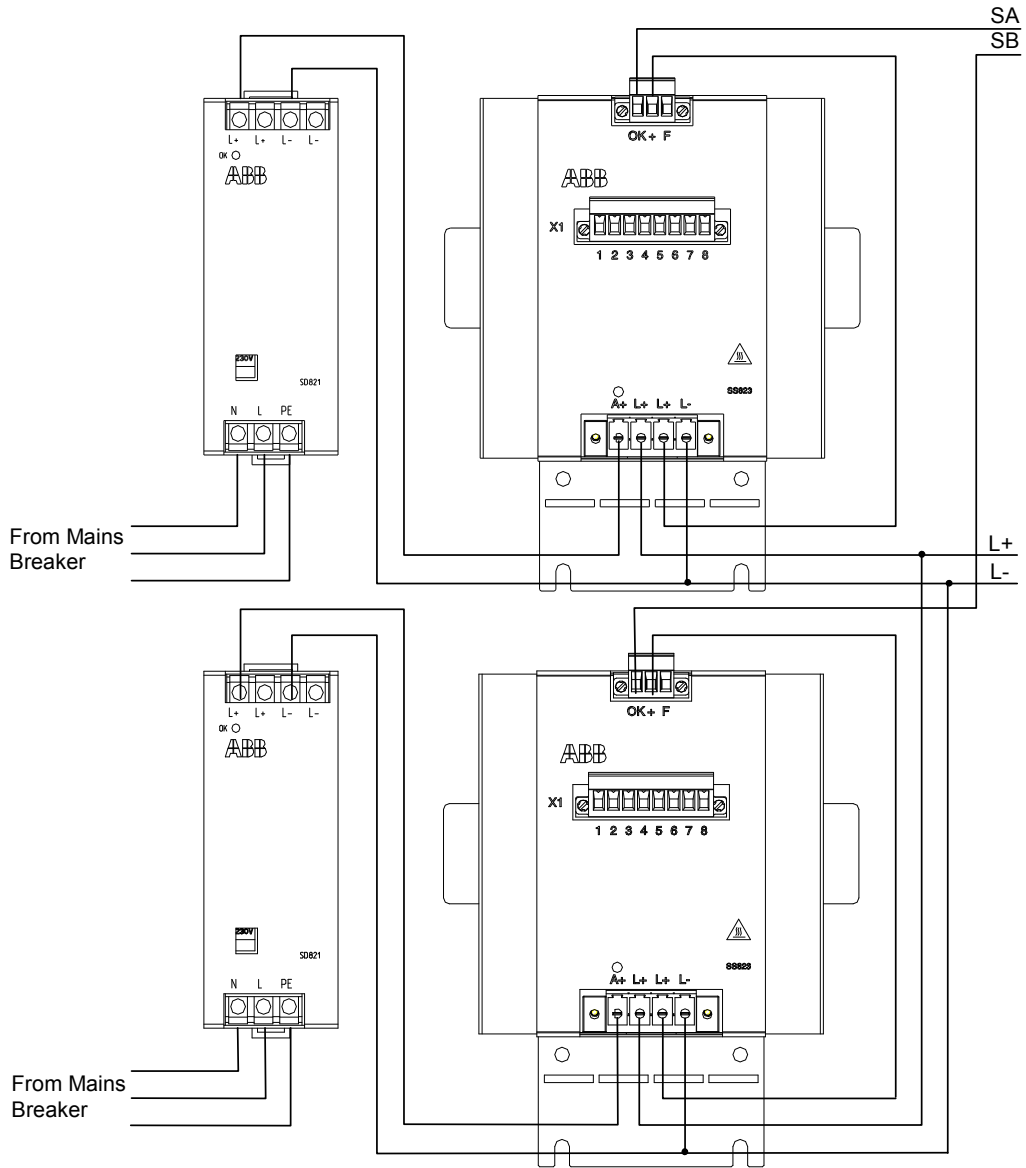 SA
SB
L+ L+ L- L-
OK
ABB
230V
SD821
N L PE
From Mains
Breaker
OK + F
ABB
X1
1 2 3 4 5 6 7 8
SS823
A+ L+ L+ L-
L+
L-
L+ L+ L- L-
OK
ABB
230V
SD821
N L PE
From Mains
Breaker
OK + F
ABB
X1
1 2 3 4 5 6 7 8
SS823
A+ L+ L+ L-